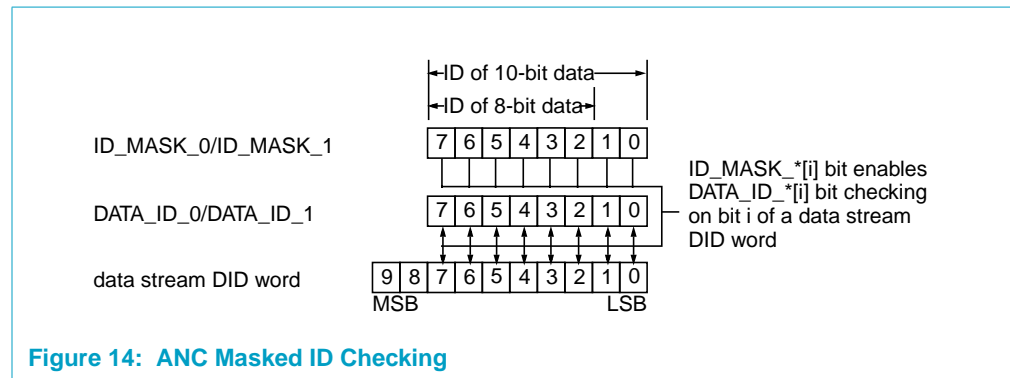 ID of 10-bit data
ID of 8-bit data
ID_MASK_0/ID_MASK_1
7 6 5 4 3 2 1 0
DATA_ID_0/DATA_ID_1
7 6 5 4 3 2 1 0
ID_MASK_*[i] bit enables
DATA_ID_*[i] bit checking
on bit i of a data stream
DID word
data stream DID word
9 8 7 6 5 4 3 2 1 0
MSB LSB
Figure 14: ANC Masked ID Checking